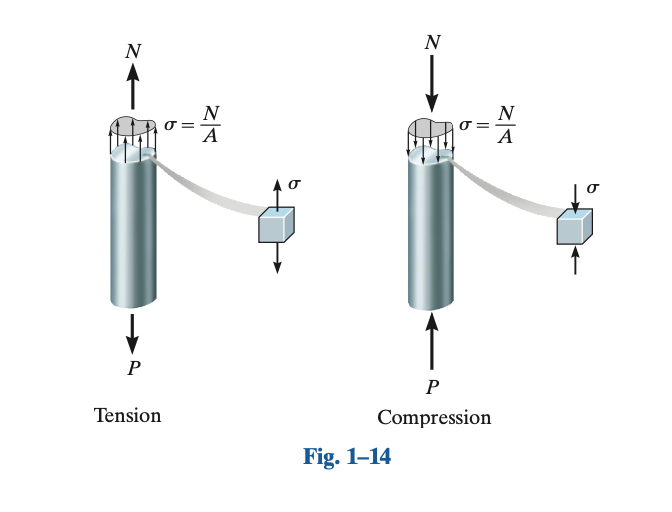 N
σ = N/A
σ
P
Tension
N
σ = N/A
σ
P
Compression
Fig. 1–14